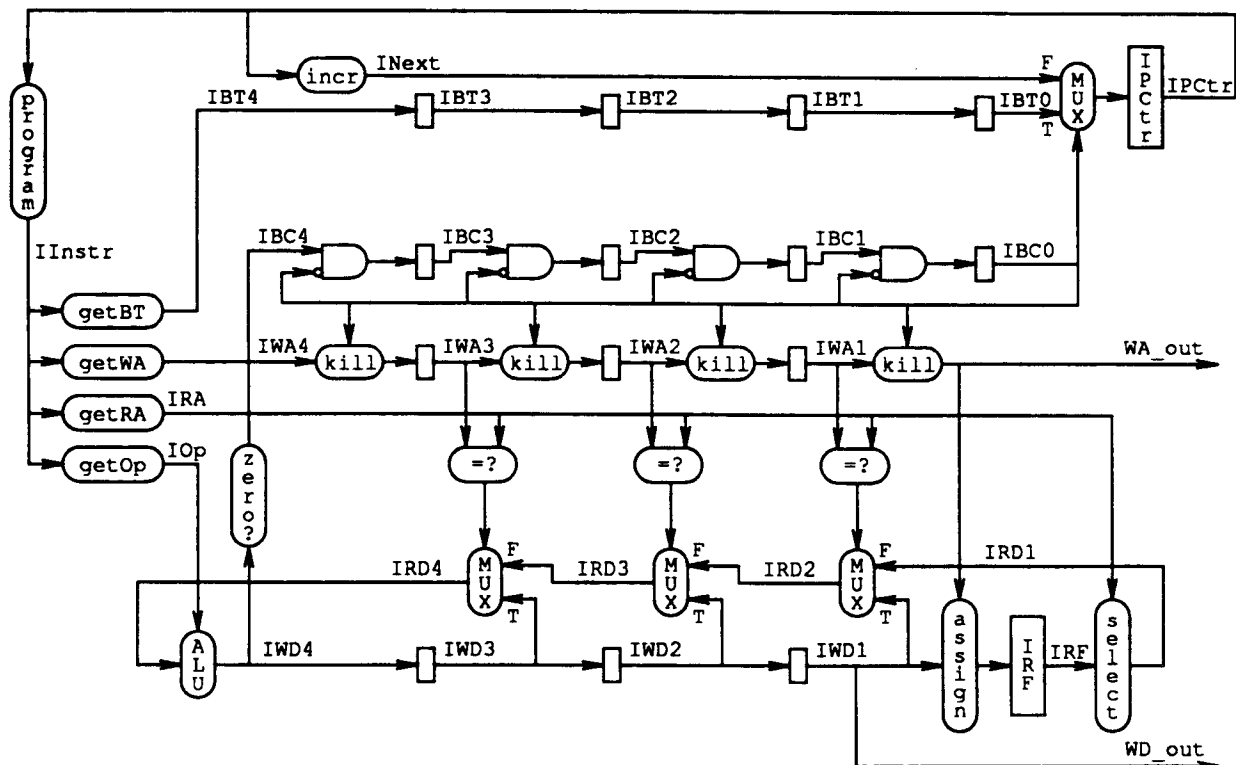 incr
INext
F
MUX
IPCtr
IPCtr
program
IBT4
IBT3
IBT2
IBT1
IBT0
T
IInstr
IBC4
IBC3
IBC2
IBC1
IBC0
getBT
getWA
IWA4
kill
IWA3
kill
IWA2
kill
IWA1
kill
WA_out
getRA
IRA
getOp
IOp
zero?
=?
=?
=?
IRD4
MUX
F
T
IRD3
MUX
F
T
IRD2
MUX
F
T
IRD1
ALU
IWD4
IWD3
IWD2
IWD1
assign
IRF
IRF
select
WD_out